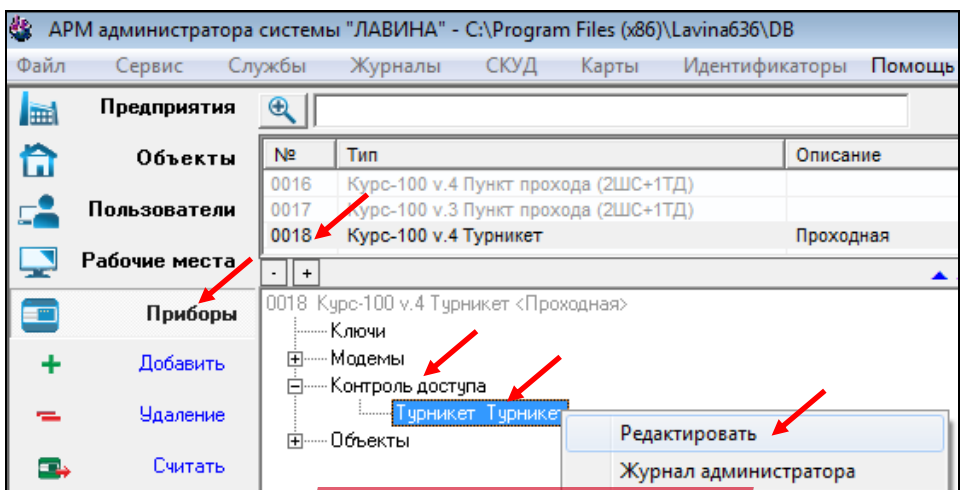 АРМ администратора системы "ЛАВИНА" - C:\Program Files (x86)\Lavina636\DB
Файл Сервис Службы Журналы СКУД Карты Идентификаторы Помощь
Предприятия
Объекты
Пользователи
Рабочие места
Приборы
Добавить
Удаление
Считать
№ Тип Описание
0016 Курс-100 v.4 Пункт прохода (2ШС+1ТД)
0017 Курс-100 v.3 Пункт прохода (2ШС+1ТД)
0018 Курс-100 v.4 Турникет Проходная
- +
0018 Курс-100 v.4 Турникет <Проходная>
Ключи
Модемы
Контроль доступа
Турникет Турникет
Объекты
Редактировать
Журнал администратора